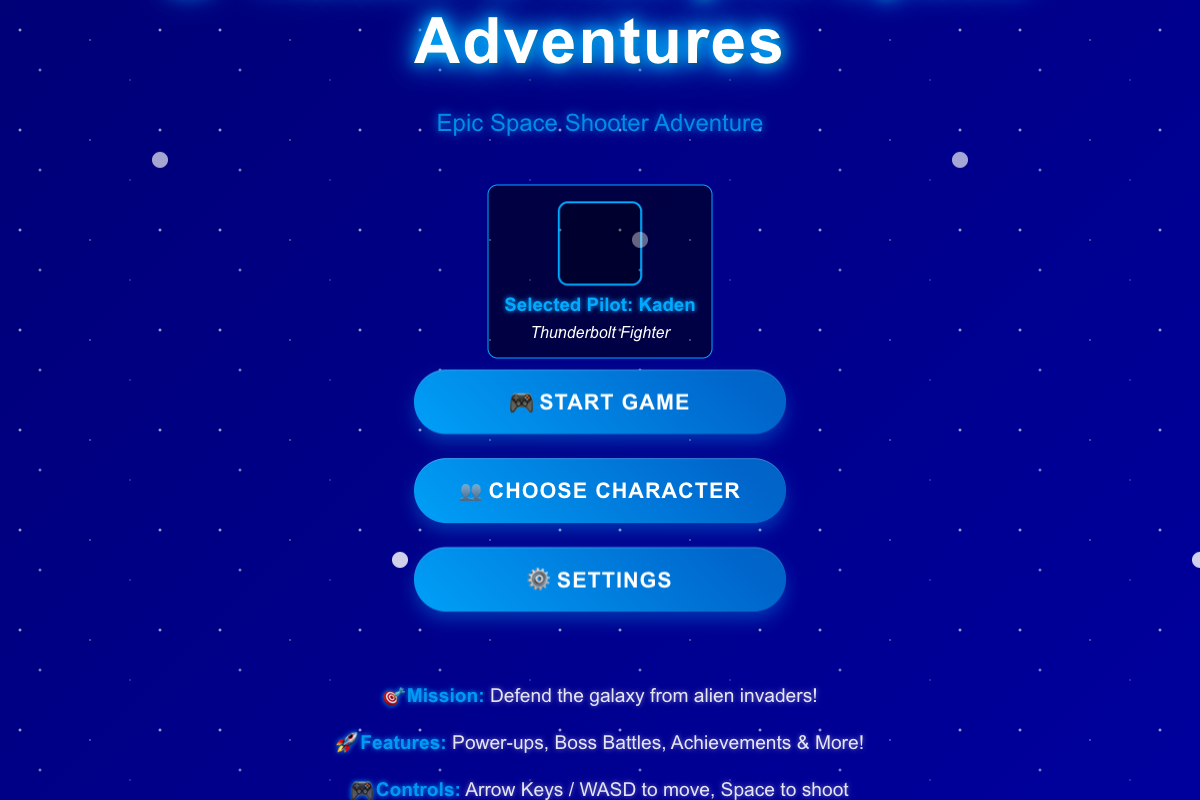 Adventures
Epic Space Shooter Adventure
Selected Pilot: Kaden
Thunderbolt Fighter
🎮 START GAME
👥 CHOOSE CHARACTER
⚙️ SETTINGS
🎯 Mission: Defend the galaxy from alien invaders!
🚀 Features: Power-ups, Boss Battles, Achievements & More!
🎮 Controls: Arrow Keys / WASD to move, Space to shoot